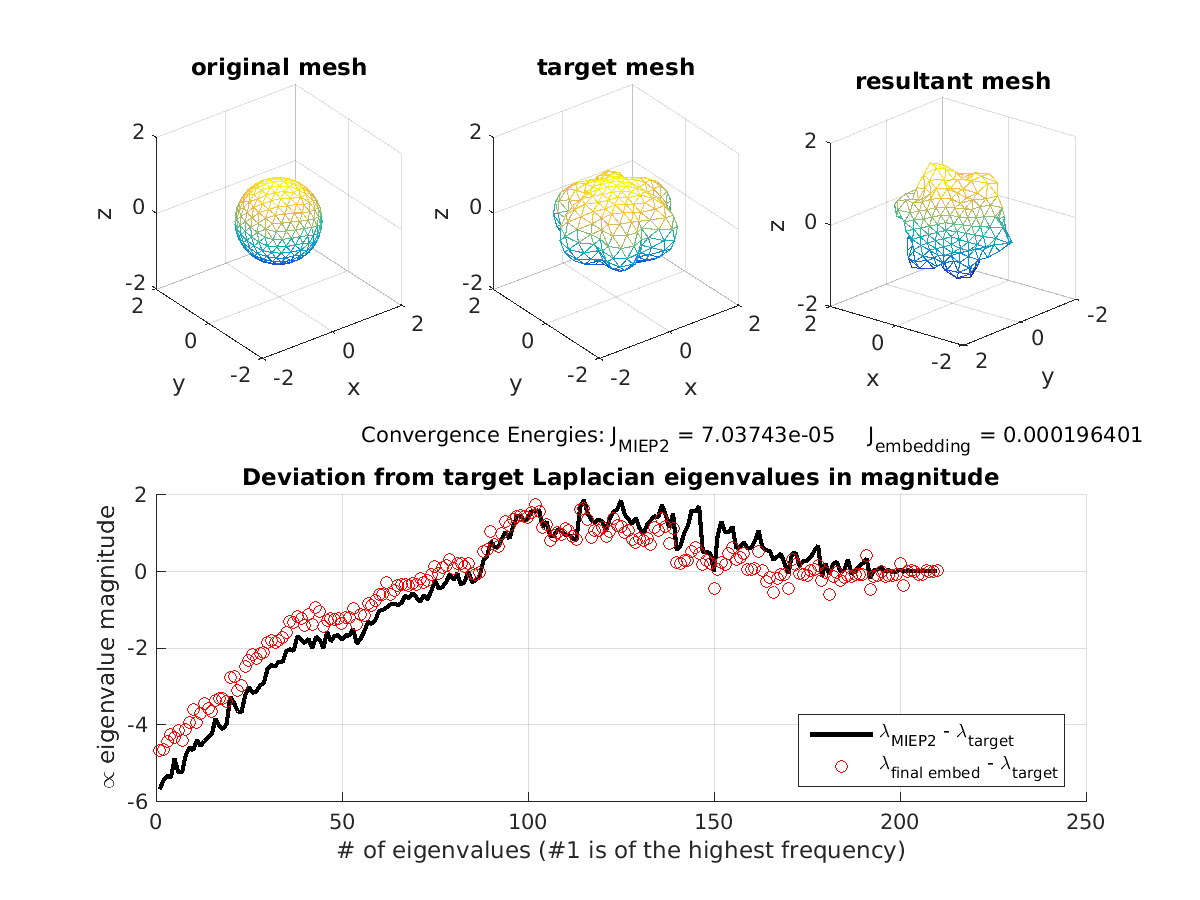 original mesh
target mesh
resultant mesh
2
0
-2
z
2
0
-2
y
-2
0
2
x
2
0
-2
z
2
0
-2
y
-2
0
2
x
2
0
-2
z
2
0
-2
x
2
0
-2
y
Convergence Energies: J_MIEP2 = 7.03743e-05 J_embedding = 0.000196401
Deviation from target Laplacian eigenvalues in magnitude
∝ eigenvalue magnitude
2
0
-2
-4
-6
λ_MIEP2 - λ_target
λ_final embed - λ_target
0 50 100 150 200 250
# of eigenvalues (#1 is of the highest frequency)